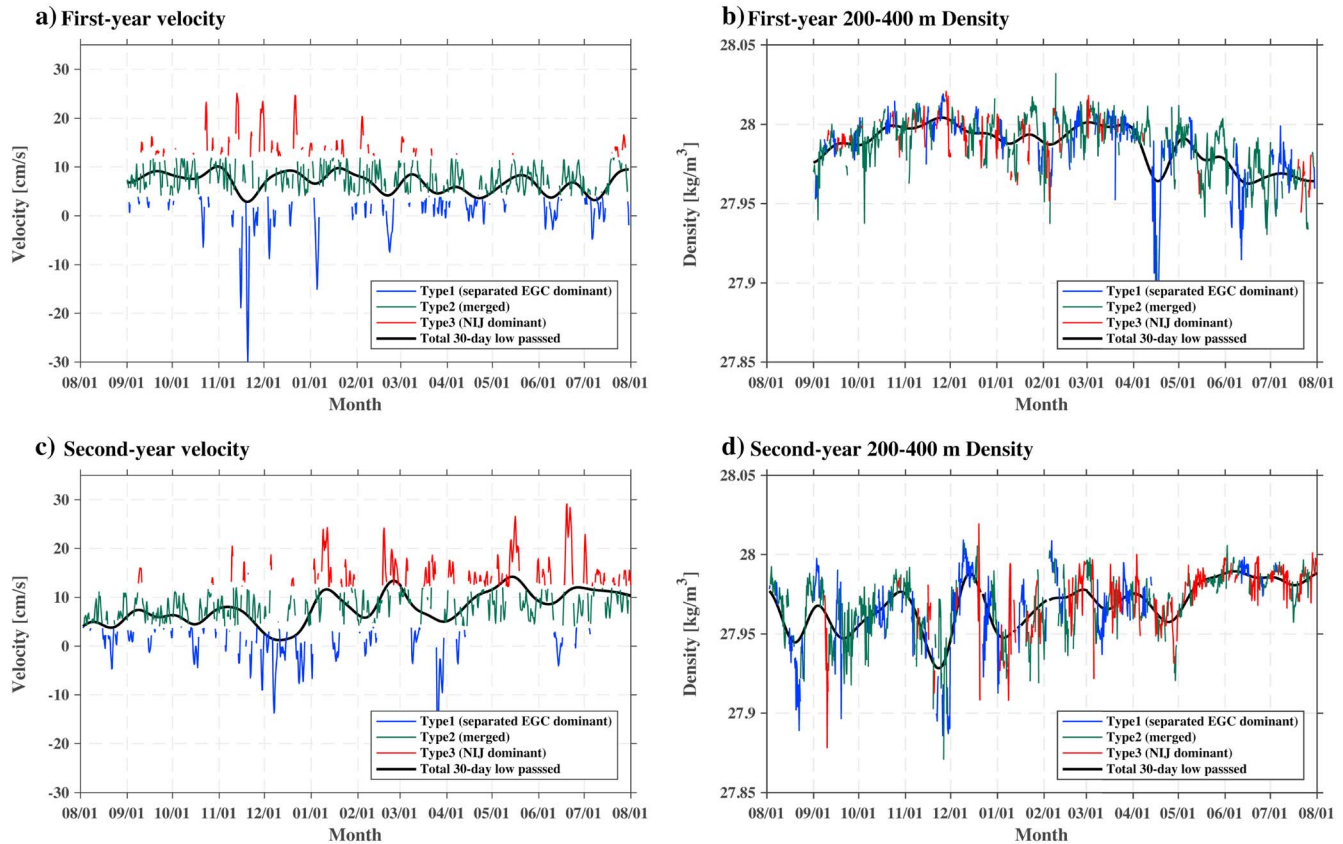 a) First-year velocity
30
20
10
0
-10
-20
-30
Velocity [cm/s]
Type1 (separated EGC dominant)
Type2 (merged)
Type3 (NIJ dominant)
Total 30-day low passsed
08/01 09/01 10/01 11/01 12/01 01/01 02/01 03/01 04/01 05/01 06/01 07/01 08/01
Month
b) First-year 200-400 m Density
28.05
28
27.95
27.9
27.85
Density [kg/m³]
Type1 (separated EGC dominant)
Type2 (merged)
Type3 (NIJ dominant)
Total 30-day low passsed
08/01 09/01 10/01 11/01 12/01 01/01 02/01 03/01 04/01 05/01 06/01 07/01 08/01
Month
c) Second-year velocity
30
20
10
0
-10
-20
-30
Velocity [cm/s]
Type1 (separated EGC dominant)
Type2 (merged)
Type3 (NIJ dominant)
Total 30-day low passsed
08/01 09/01 10/01 11/01 12/01 01/01 02/01 03/01 04/01 05/01 06/01 07/01 08/01
Month
d) Second-year 200-400 m Density
28.05
28
27.95
27.9
27.85
Density [kg/m³]
Type1 (separated EGC dominant)
Type2 (merged)
Type3 (NIJ dominant)
Total 30-day low passsed
08/01 09/01 10/01 11/01 12/01 01/01 02/01 03/01 04/01 05/01 06/01 07/01 08/01
Month